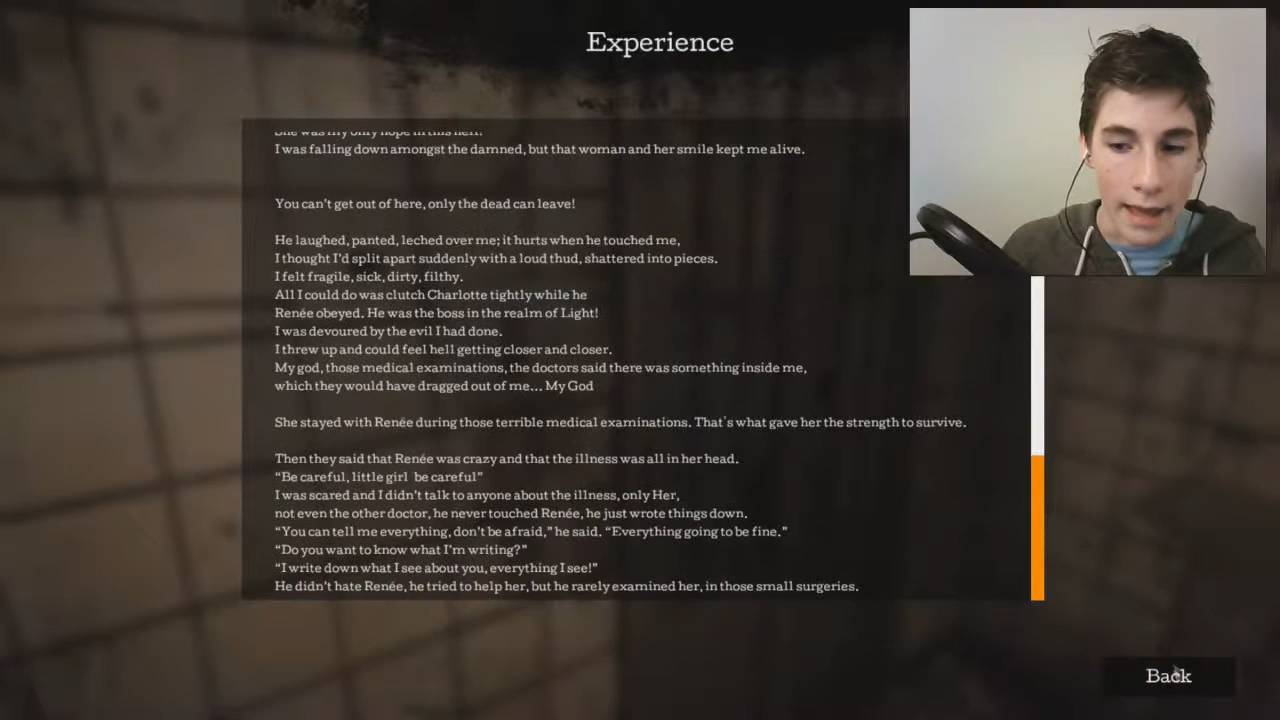 Experience
She was my only hope in this hell.
I was falling down amongst the damned, but that woman and her smile kept me alive.
You can't get out of here, only the dead can leave!
He laughed, panted, leched over me; it hurts when he touched me,
I thought I'd split apart suddenly with a loud thud, shattered into pieces.
I felt fragile, sick, dirty, filthy.
All I could do was clutch Charlotte tightly while he
Renée obeyed. He was the boss in the realm of Light!
I was devoured by the evil I had done.
I threw up and could feel hell getting closer and closer.
My god, those medical examinations, the doctors said there was something inside me,
which they would have dragged out of me... My God
She stayed with Renée during those terrible medical examinations. That's what gave her the strength to survive.
Then they said that Renée was crazy and that the illness was all in her head.
“Be careful, little girl be careful”
I was scared and I didn't talk to anyone about the illness, only Her,
not even the other doctor, he never touched Renée, he just wrote things down.
“You can tell me everything, don't be afraid,” he said. “Everything going to be fine.”
“Do you want to know what I'm writing?”
“I write down what I see about you, everything I see!”
He didn't hate Renée, he tried to help her, but he rarely examined her, in those small surgeries.
Back